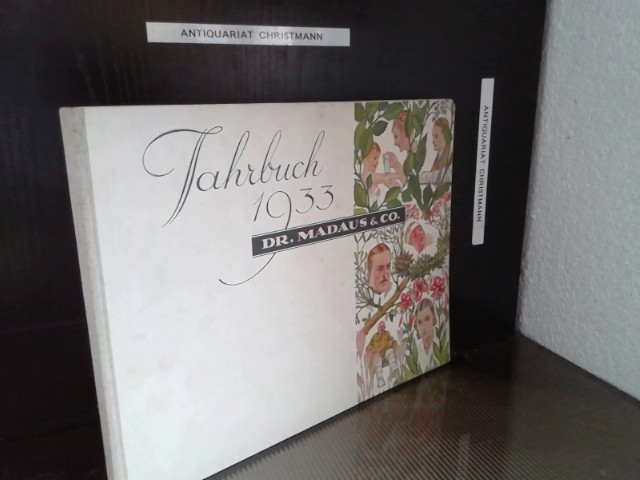 ANTIQUARIAT CHRISTMANN
Jahrbuch
1933
DR. MADAUS & CO.
ANTIQUARIAT CHRISTMANN